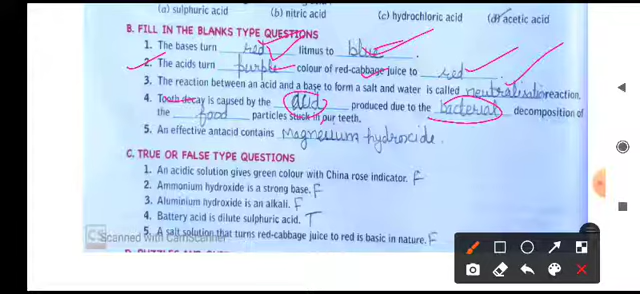 (a) sulphuric acid (b) nitric acid (c) hydrochloric acid (d) acetic acid
B. FILL IN THE BLANKS TYPE QUESTIONS
1. The bases turn red litmus to blue
2. The acids turn purple colour of red-cabbage juice to red.
3. The reaction between an acid and a base to form a salt and water is called neutralisation reaction.
4. Tooth decay is caused by the acid produced due to the bacterial decomposition of
the food particles stuck in our teeth.
5. An effective antacid contains Magnesium hydroxide.
C. TRUE OR FALSE TYPE QUESTIONS
1. An acidic solution gives green colour with China rose indicator. F
2. Ammonium hydroxide is a strong base. F
3. Aluminium hydroxide is an alkali. F
4. Battery acid is dilute sulphuric acid. T
5. A salt solution that turns red-cabbage juice to red is basic in nature. F
CS Scanned with CamScanner